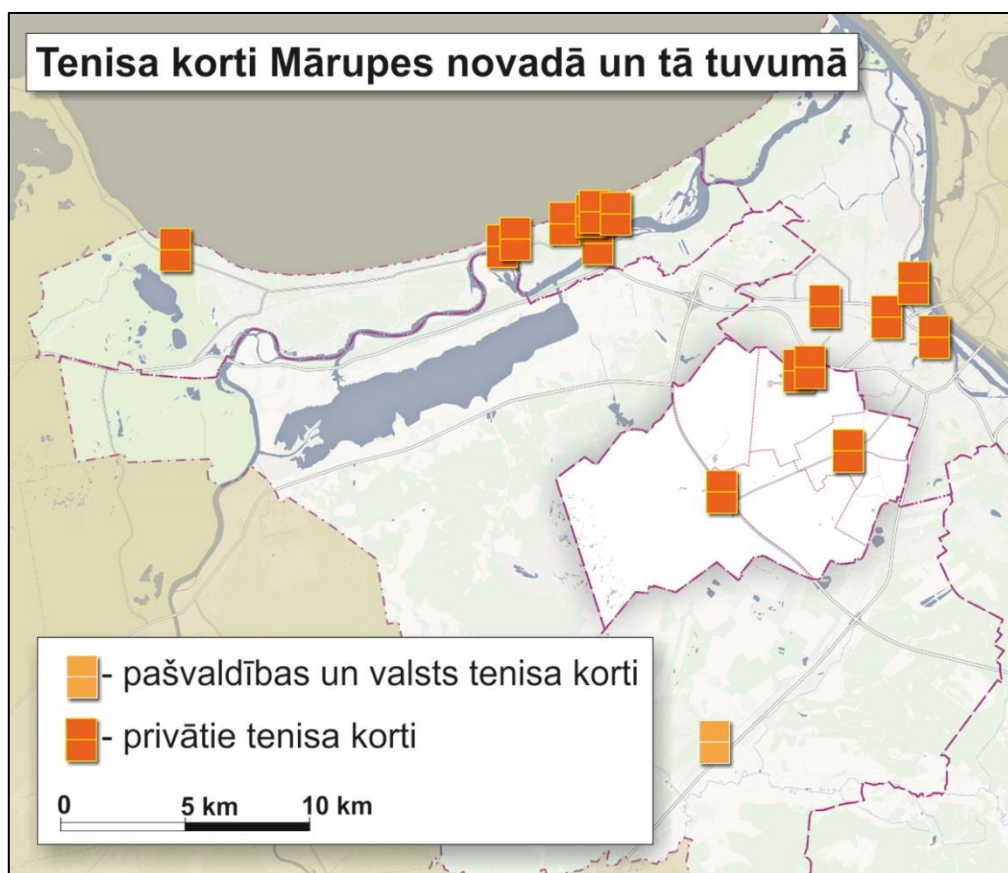 Tenisa korti Mārupes novadā un tā tuvumā
- pašvaldības un valsts tenisa korti
- privātie tenisa korti
0 5 km 10 km